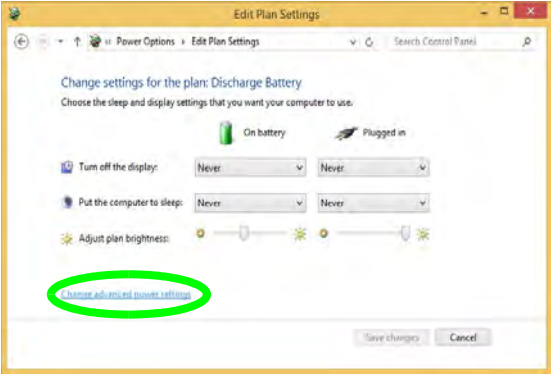 Edit Plan Settings
« Power Options › Edit Plan Settings
Search Control Panel
Change settings for the plan: Discharge Battery
Choose the sleep and display settings that you want your computer to use.
On battery Plugged in
Turn off the display: Never Never
Put the computer to sleep: Never Never
Adjust plan brightness:
Change advanced power settings
Save changes Cancel